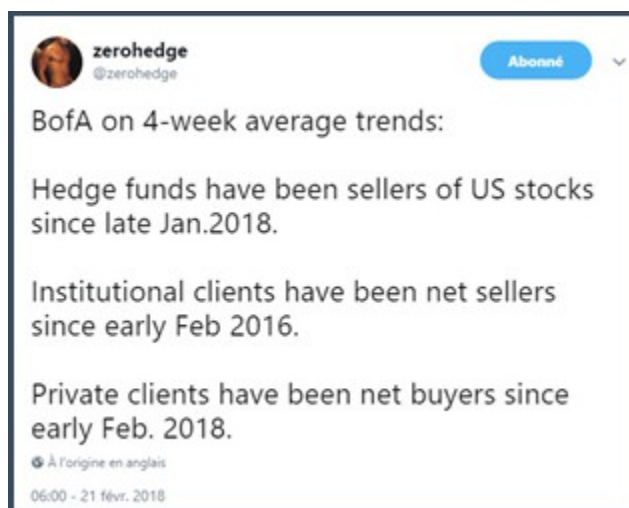 zerohedge
@zerohedge
Abonné
BofA on 4-week average trends:
Hedge funds have been sellers of US stocks
since late Jan.2018.
Institutional clients have been net sellers
since early Feb 2016.
Private clients have been net buyers since
early Feb. 2018.
À l'origine en anglais
06:00 - 21 févr. 2018